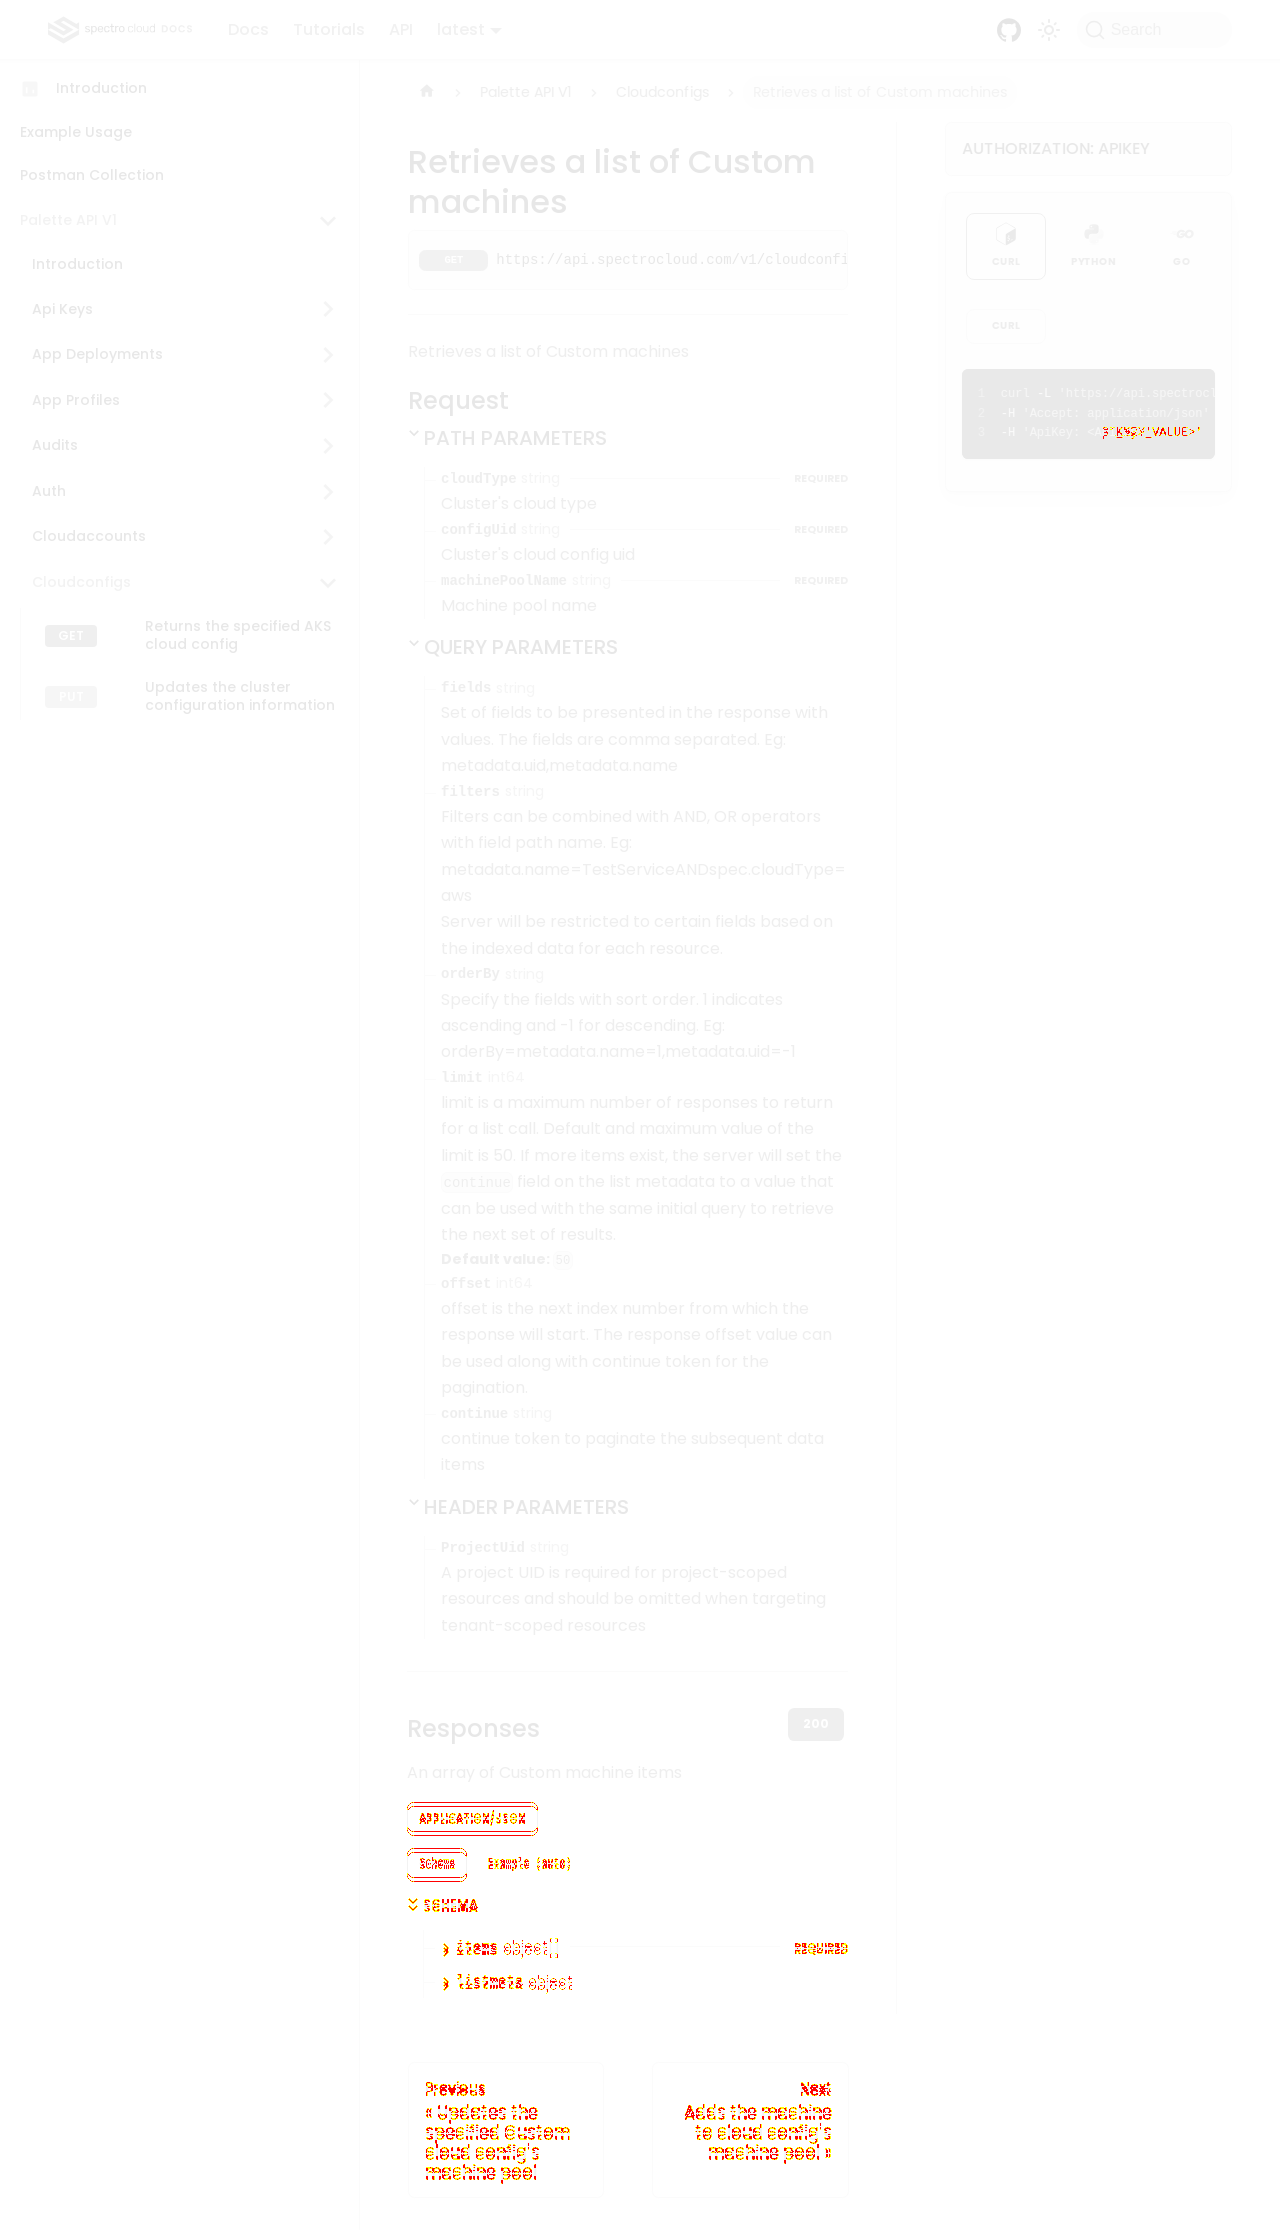 spectro cloud DOCS Docs Tutorials API latest Search
Introduction
Example Usage
Postman Collection
Palette API V1
Introduction
Api Keys
App Deployments
App Profiles
Audits
Auth
Cloudaccounts
Cloudconfigs
GET Returns the specified AKS
cloud config
PUT Updates the cluster
configuration information
Palette API V1 › Cloudconfigs › Retrieves a list of Custom machines
Retrieves a list of Custom
machines
GET https://api.spectrocloud.com/v1/cloudconfi
Retrieves a list of Custom machines
Request
PATH PARAMETERS
cloudType string REQUIRED
Cluster's cloud type
configUid string REQUIRED
Cluster's cloud config uid
machinePoolName string REQUIRED
Machine pool name
QUERY PARAMETERS
fields string
Set of fields to be presented in the response with
values. The fields are comma separated. Eg:
metadata.uid,metadata.name
filters string
Filters can be combined with AND, OR operators
with field path name. Eg:
metadata.name=TestServiceANDspec.cloudType=
aws
Server will be restricted to certain fields based on
the indexed data for each resource.
orderBy string
Specify the fields with sort order. 1 indicates
ascending and -1 for descending. Eg:
orderBy=metadata.name=1,metadata.uid=-1
limit int64
limit is a maximum number of responses to return
for a list call. Default and maximum value of the
limit is 50. If more items exist, the server will set the
continue field on the list metadata to a value that
can be used with the same initial query to retrieve
the next set of results.
Default value: 50
offset int64
offset is the next index number from which the
response will start. The response offset value can
be used along with continue token for the
pagination.
continue string
continue token to paginate the subsequent data
items
HEADER PARAMETERS
ProjectUid string
A project UID is required for project-scoped
resources and should be omitted when targeting
tenant-scoped resources
Responses 200
An array of Custom machine items
APPLICATION/JSON
Schema Example (auto)
SCHEMA
items object[] REQUIRED
listmeta object
Previous
« Updates the
specified Custom
cloud config's
machine pool
Next
Adds the machine
to cloud config's
machine pool »
AUTHORIZATION: APIKEY
CURL PYTHON GO
CURL
1 curl -L 'https://api.spectrocl
2 -H 'Accept: application/json'
3 -H 'ApiKey: